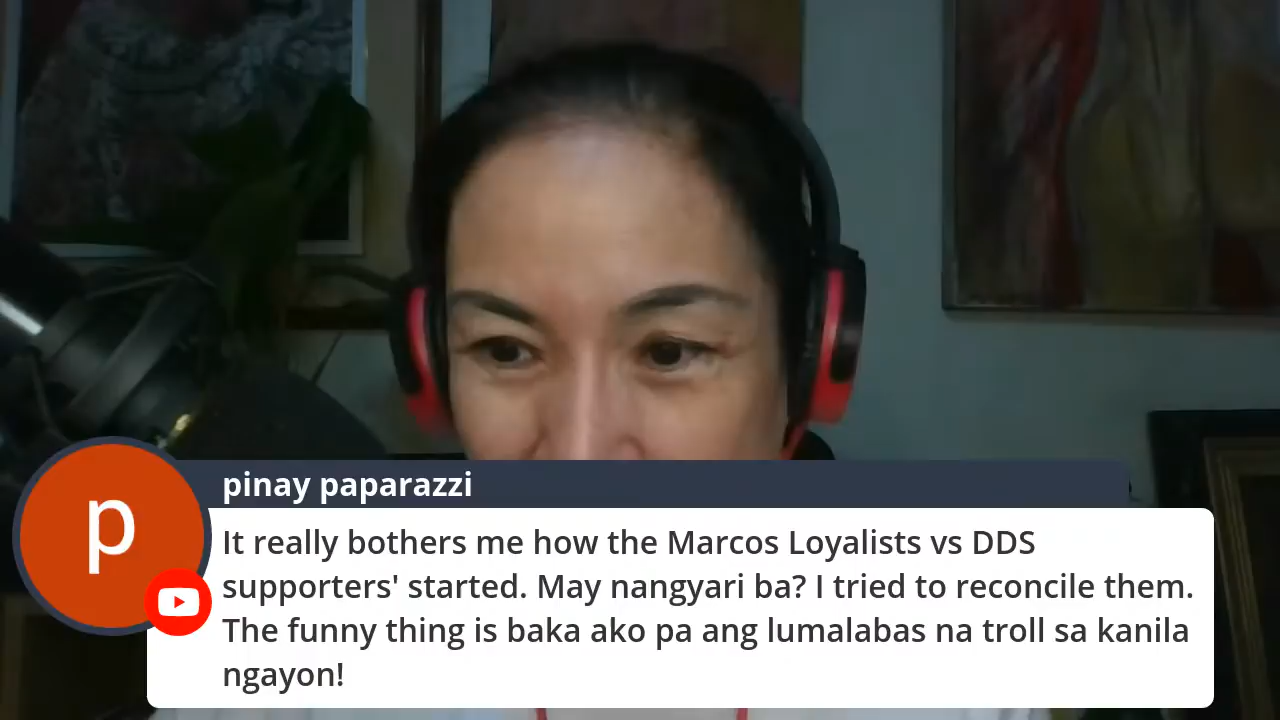 pinay paparazzi
It really bothers me how the Marcos Loyalists vs DDS
supporters' started. May nangyari ba? I tried to reconcile them.
The funny thing is baka ako pa ang lumalabas na troll sa kanila
ngayon!
p